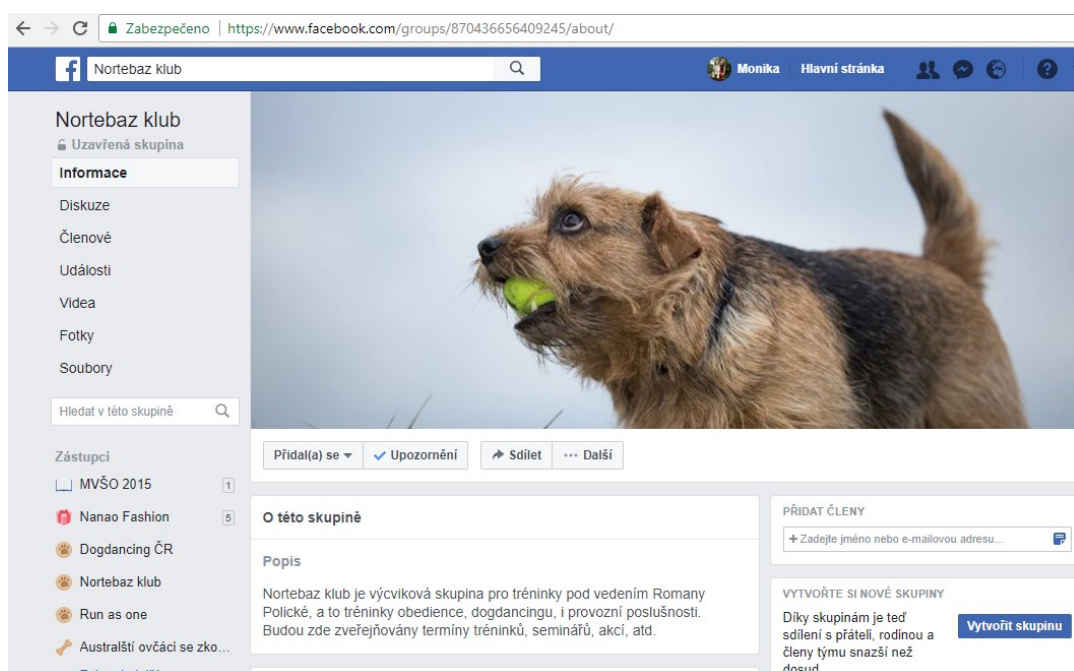 Zabezpečeno | https://www.facebook.com/groups/870436656409245/about/
f Nortebaz klub Monika Hlavní stránka ?
Nortebaz klub
Uzavřená skupina
Informace
Diskuze
Členové
Události
Videa
Fotky
Soubory
Hledat v této skupině
Zástupci
MVŠO 2015 1
Nanao Fashion 5
Dogdancing ČR
Nortebaz klub
Run as one
Australští ovčáci se zko...
Přidal(a) se Upozornění Sdílet ... Další
O této skupině
Popis
Nortebaz klub je výcviková skupina pro tréninky pod vedením Romany
Polické, a to tréninky obedience, dogdancingu, i provozní poslušnosti.
Budou zde zveřejňovány termíny tréninků, seminářů, akcí, atd.
PŘIDAT ČLENY
+ Zadejte jméno nebo e-mailovou adresu...
VYTVOŘTE SI NOVÉ SKUPINY
Díky skupinám je teď
sdílení s přáteli, rodinou a
členy týmu snazší než
dosud
Vytvořit skupinu